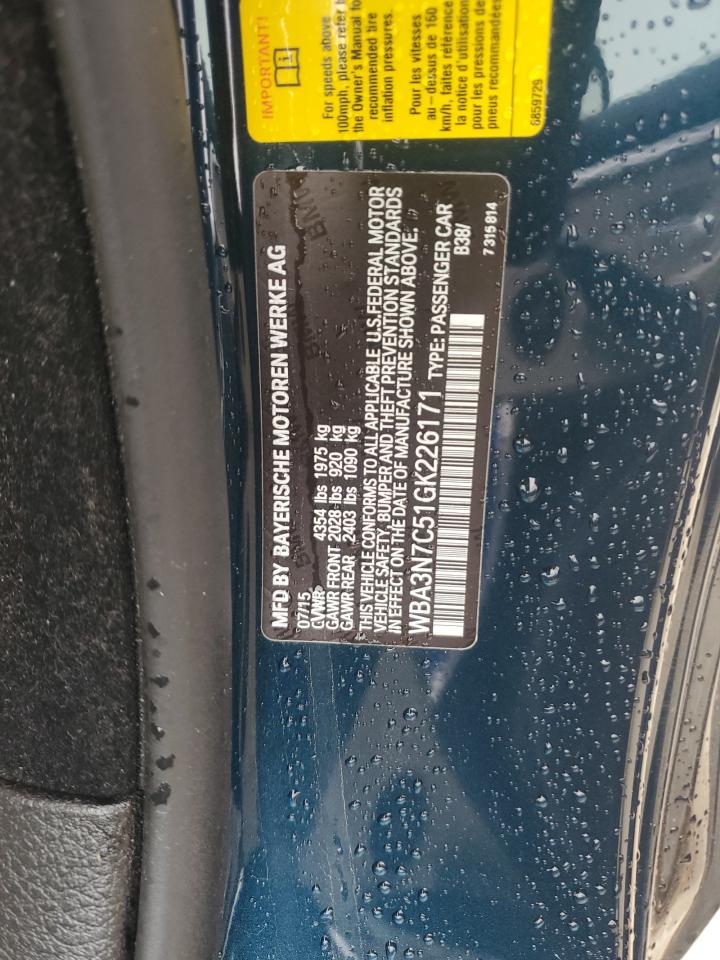 MFD BY BAYERISCHE MOTOREN WERKE AG
07/15
GVWR 4354 lbs 1975 kg
GAWR FRONT 2028 lbs 920 kg
GAWR REAR 2403 lbs 1090 kg
THIS VEHICLE CONFORMS TO ALL APPLICABLE U.S.FEDERAL MOTOR
VEHICLE SAFETY, BUMPER AND THEFT PREVENTION STANDARDS
IN EFFECT ON THE DATE OF MANUFACTURE SHOWN ABOVE:
WBA3N7C51GK226171 TYPE: PASSENGER CAR
B38/
7 315 814
IMPORTANT!
For speeds above
100mph, please refer to
the Owner's Manual for
recommended tire
inflation pressures.
Pour les vitesses
au-dessus de 160
km/h, taites référence
la notice d'utilisation
pour les pressions de
pneus recommandées
6859729